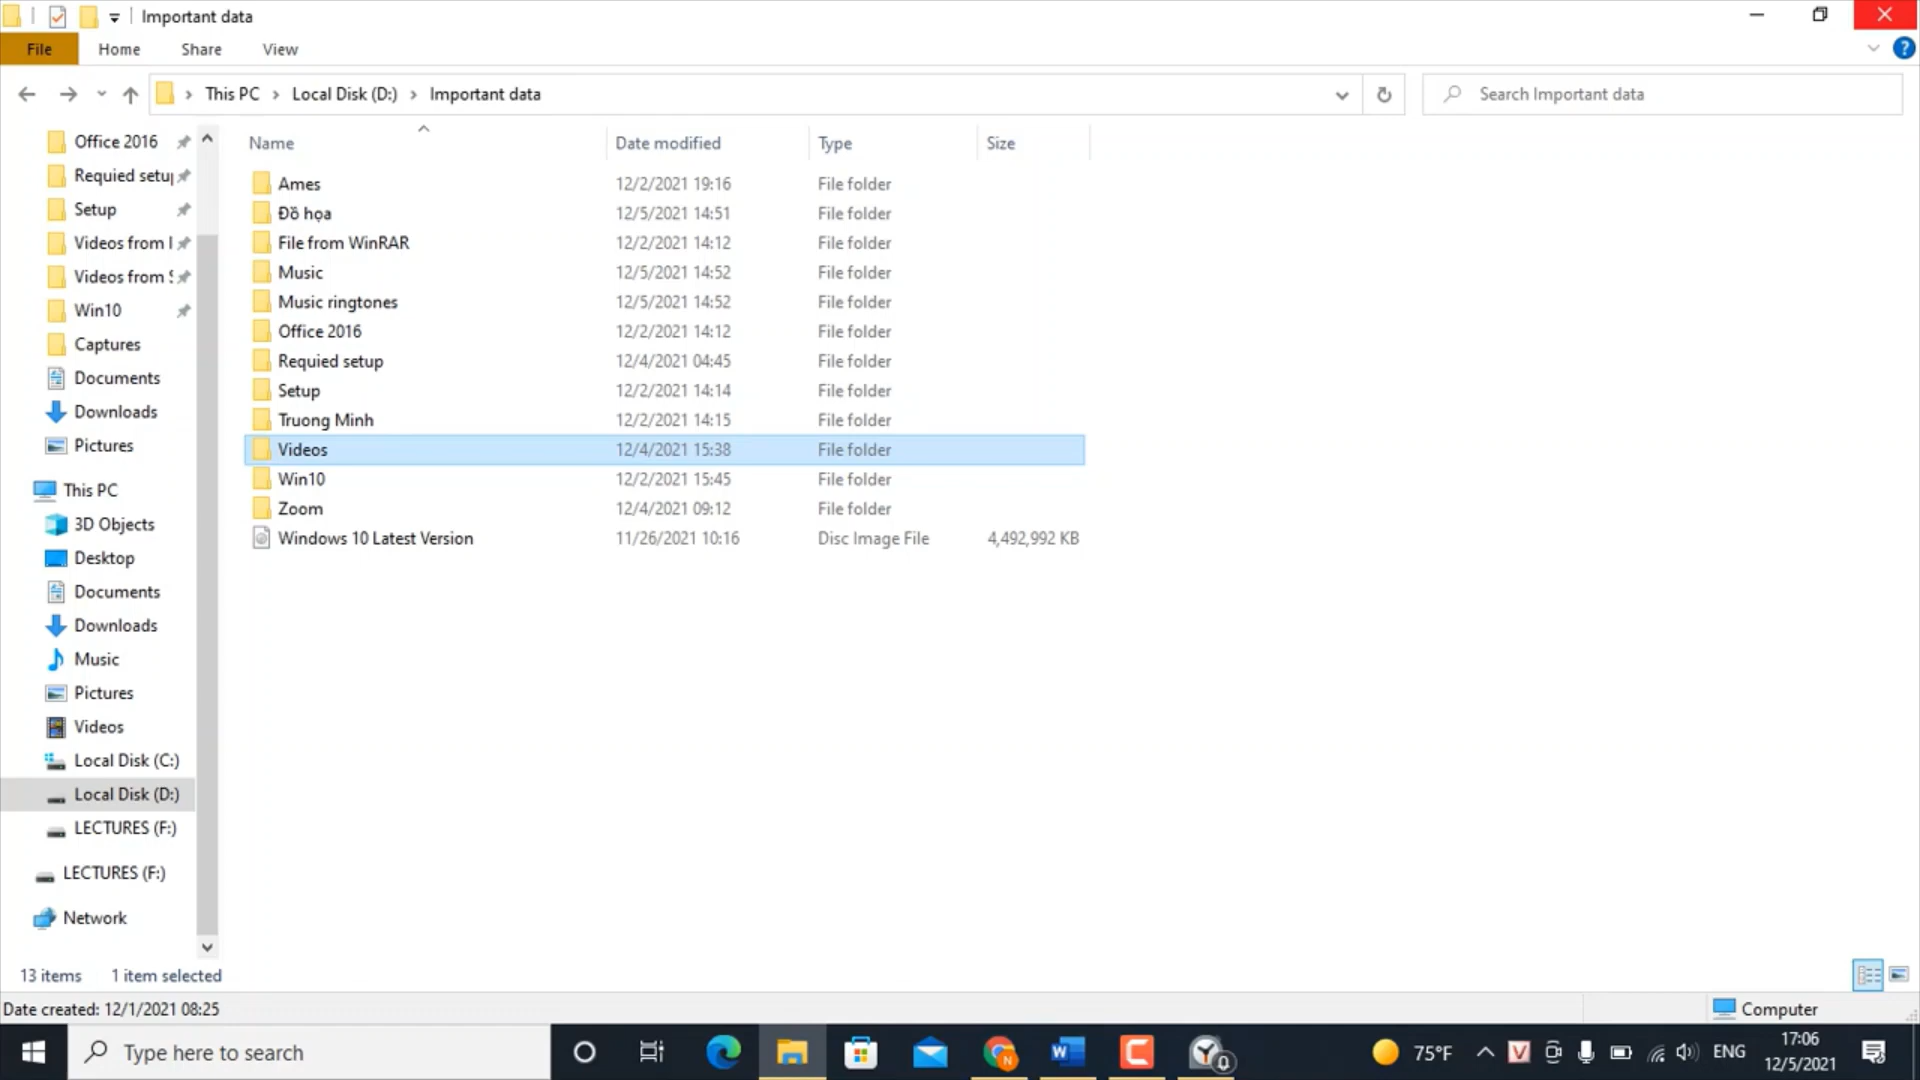 Important data
File Home Share View
This PC Local Disk (D:) Important data
Search Important data
Name Date modified Type Size
Office 2016
Requied setup
Setup
Videos from
Videos from
Win10
Captures
Documents
Downloads
Pictures
This PC
3D Objects
Desktop
Documents
Downloads
Music
Pictures
Videos
Local Disk (C:)
Local Disk (D:)
LECTURES (F:)
LECTURES (F:)
Network
Ames 12/2/2021 19:16 File folder
Đồ họa 12/5/2021 14:51 File folder
File from WinRAR 12/2/2021 14:12 File folder
Music 12/5/2021 14:52 File folder
Music ringtones 12/5/2021 14:52 File folder
Office 2016 12/2/2021 14:12 File folder
Requied setup 12/4/2021 04:45 File folder
Setup 12/2/2021 14:14 File folder
Truong Minh 12/2/2021 14:15 File folder
Videos 12/4/2021 15:38 File folder
Win10 12/2/2021 15:45 File folder
Zoom 12/4/2021 09:12 File folder
Windows 10 Latest Version 11/26/2021 10:16 Disc Image File 4,492,992 KB
13 items 1 item selected
Date created: 12/1/2021 08:25
Computer
Type here to search
75°F
ENG
17:06
12/5/2021